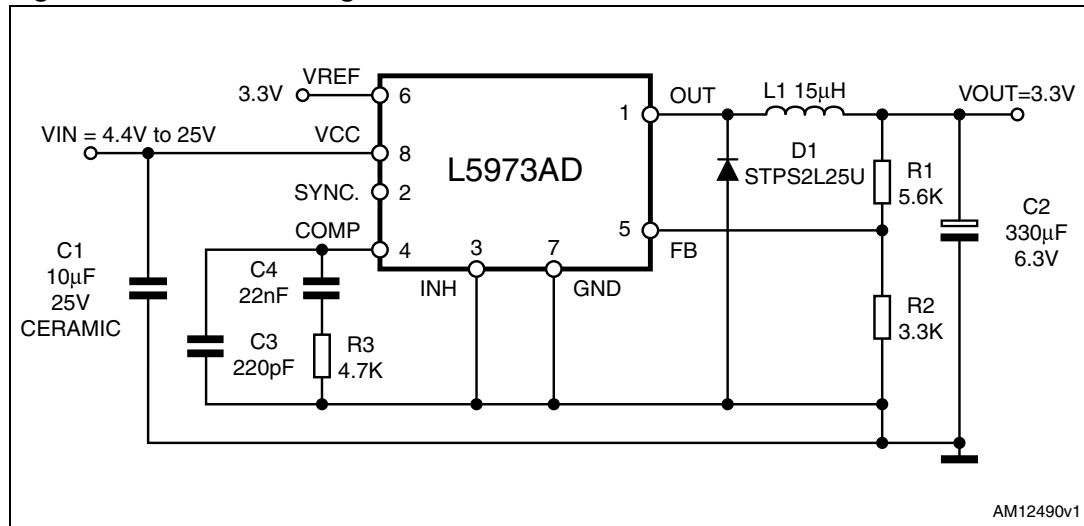 VREF
3.3V
6
VIN = 4.4V to 25V
VCC
8
SYNC.
2
COMP
4
L5973AD
3
7
INH
GND
1
OUT
5
FB
L1 15μH
VOUT=3.3V
D1
STPS2L25U
R1
5.6K
R2
3.3K
C2
330μF
6.3V
C1
10μF
25V
CERAMIC
C4
22nF
C3
220pF
R3
4.7K
AM12490v1